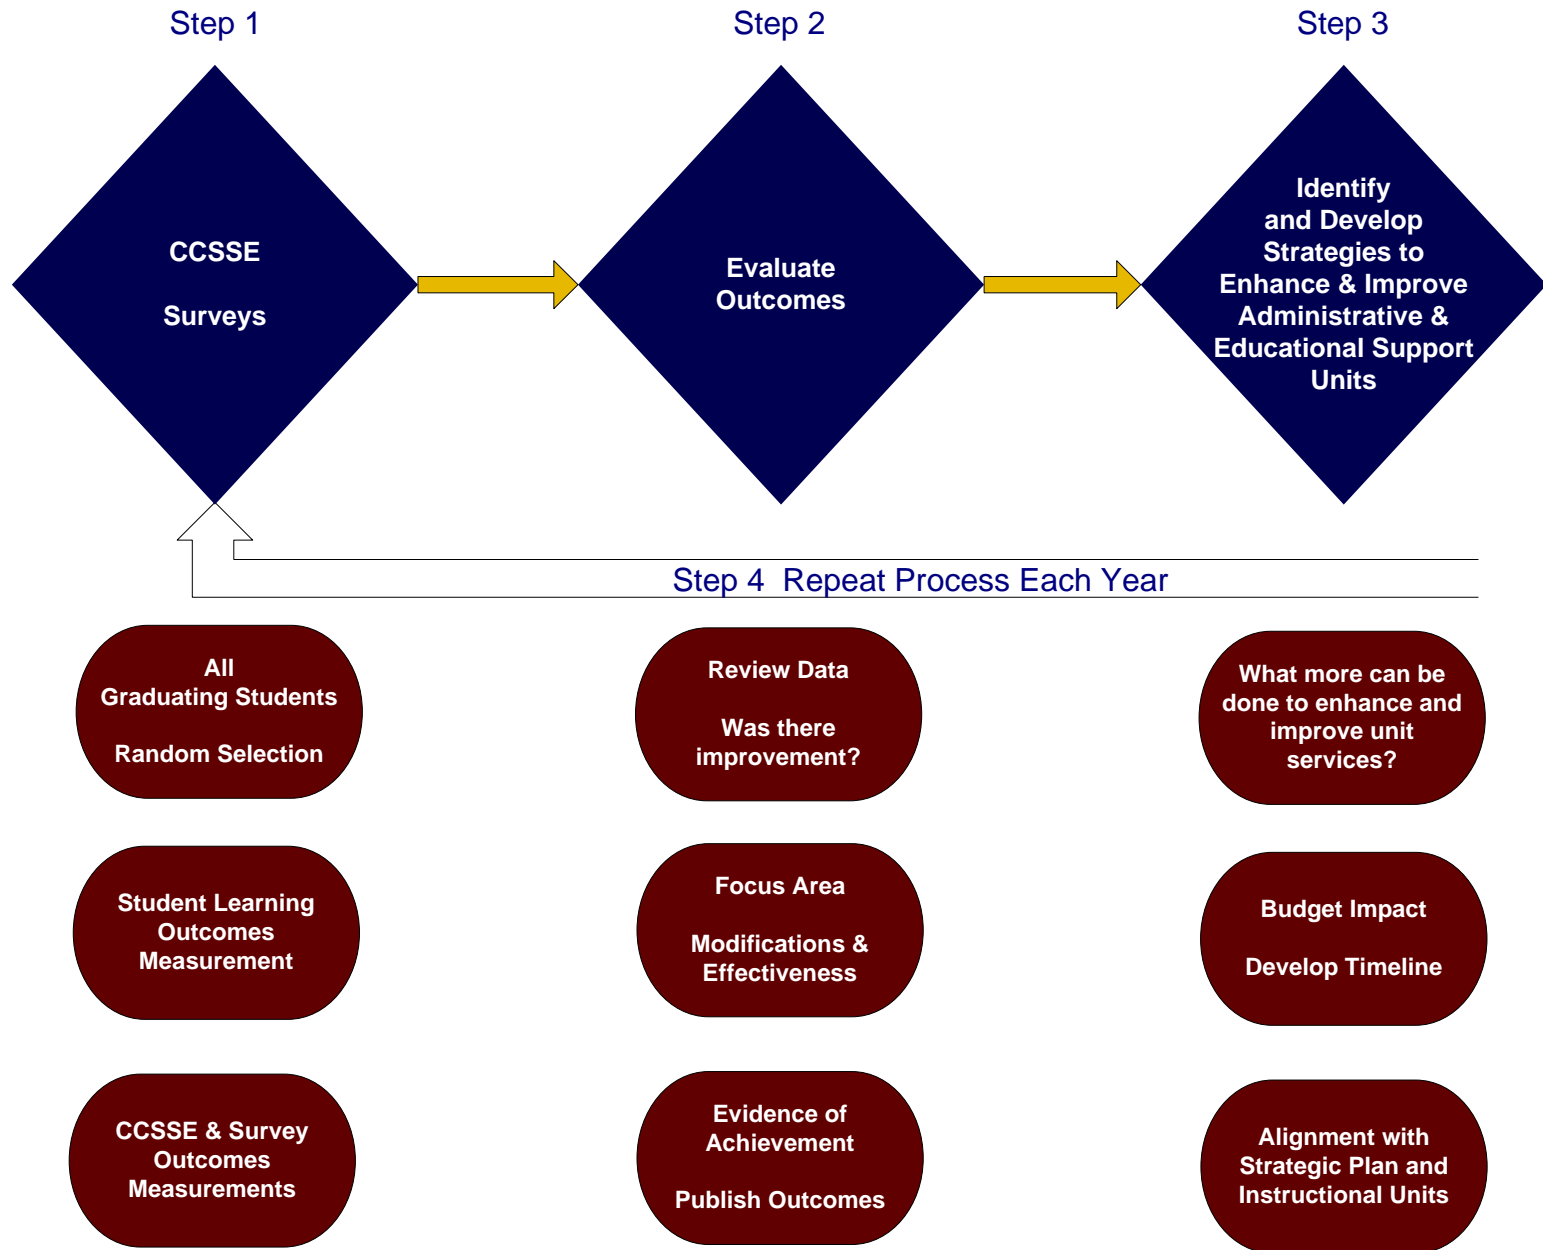 Step 1
Step 2
Step 3
CCSSE
Surveys
Evaluate
Outcomes
Identify
and Develop
Strategies to
Enhance & Improve
Administrative &
Educational Support
Units
Step 4  Repeat Process Each Year
All
Graduating Students
Random Selection
Review Data
Was there
improvement?
What more can be
done to enhance and
improve unit
services?
Student Learning
Outcomes
Measurement
Focus Area
Modifications &
Effectiveness
Budget Impact
Develop Timeline
CCSSE & Survey
Outcomes
Measurements
Evidence of
Achievement
Publish Outcomes
Alignment with
Strategic Plan and
Instructional Units